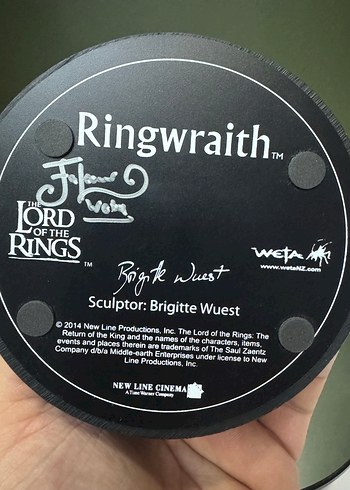 Ringwraith™
Weta
THE
LORD
OF THE
RINGS™
WETA
www.wetaNZ.com
Brigitte Wuest
Sculptor: Brigitte Wuest
© 2014 New Line Productions, Inc. The Lord of the Rings: The
Return of the King and the names of the characters, items,
events and places therein are trademarks of The Saul Zaentz
Company d/b/a Middle-earth Enterprises under license to New
Line Productions, Inc.
NEW LINE CINEMA
A Time Warner Company